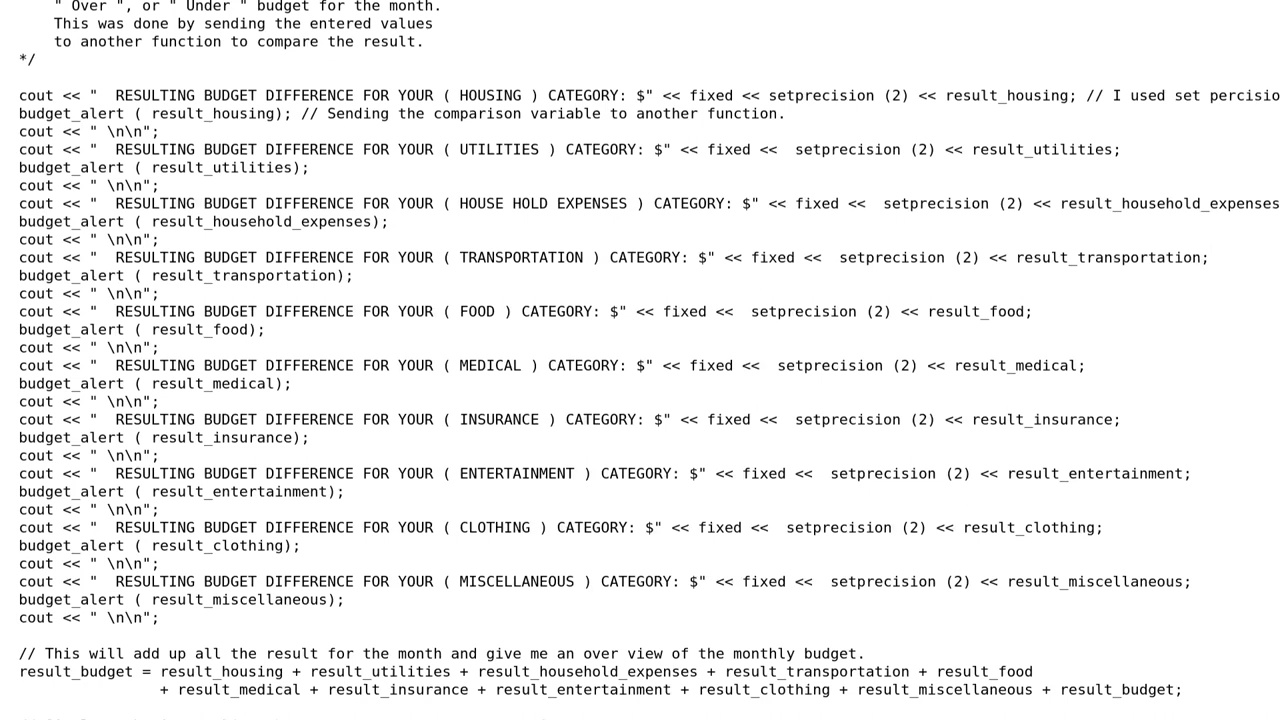 " Over ", or " Under " budget for the month.
This was done by sending the entered values
to another function to compare the result.
*/
cout << "  RESULTING BUDGET DIFFERENCE FOR YOUR ( HOUSING ) CATEGORY: $" << fixed << setprecision (2) << result_housing; // I used set percisio
budget_alert ( result_housing); // Sending the comparison variable to another function.
cout << " \n\n";
cout << "  RESULTING BUDGET DIFFERENCE FOR YOUR ( UTILITIES ) CATEGORY: $" << fixed <<  setprecision (2) << result_utilities;
budget_alert ( result_utilities);
cout << " \n\n";
cout << "  RESULTING BUDGET DIFFERENCE FOR YOUR ( HOUSE HOLD EXPENSES ) CATEGORY: $" << fixed <<  setprecision (2) << result_household_expenses
budget_alert ( result_household_expenses);
cout << " \n\n";
cout << "  RESULTING BUDGET DIFFERENCE FOR YOUR ( TRANSPORTATION ) CATEGORY: $" << fixed <<  setprecision (2) << result_transportation;
budget_alert ( result_transportation);
cout << " \n\n";
cout << "  RESULTING BUDGET DIFFERENCE FOR YOUR ( FOOD ) CATEGORY: $" << fixed <<  setprecision (2) << result_food;
budget_alert ( result_food);
cout << " \n\n";
cout << "  RESULTING BUDGET DIFFERENCE FOR YOUR ( MEDICAL ) CATEGORY: $" << fixed <<  setprecision (2) << result_medical;
budget_alert ( result_medical);
cout << " \n\n";
cout << "  RESULTING BUDGET DIFFERENCE FOR YOUR ( INSURANCE ) CATEGORY: $" << fixed <<  setprecision (2) << result_insurance;
budget_alert ( result_insurance);
cout << " \n\n";
cout << "  RESULTING BUDGET DIFFERENCE FOR YOUR ( ENTERTAINMENT ) CATEGORY: $" << fixed <<  setprecision (2) << result_entertainment;
budget_alert ( result_entertainment);
cout << " \n\n";
cout << "  RESULTING BUDGET DIFFERENCE FOR YOUR ( CLOTHING ) CATEGORY: $" << fixed <<  setprecision (2) << result_clothing;
budget_alert ( result_clothing);
cout << " \n\n";
cout << "  RESULTING BUDGET DIFFERENCE FOR YOUR ( MISCELLANEOUS ) CATEGORY: $" << fixed <<  setprecision (2) << result_miscellaneous;
budget_alert ( result_miscellaneous);
cout << " \n\n";
// This will add up all the result for the month and give me an over view of the monthly budget.
result_budget = result_housing + result_utilities + result_household_expenses + result_transportation + result_food
+ result_medical + result_insurance + result_entertainment + result_clothing + result_miscellaneous + result_budget;